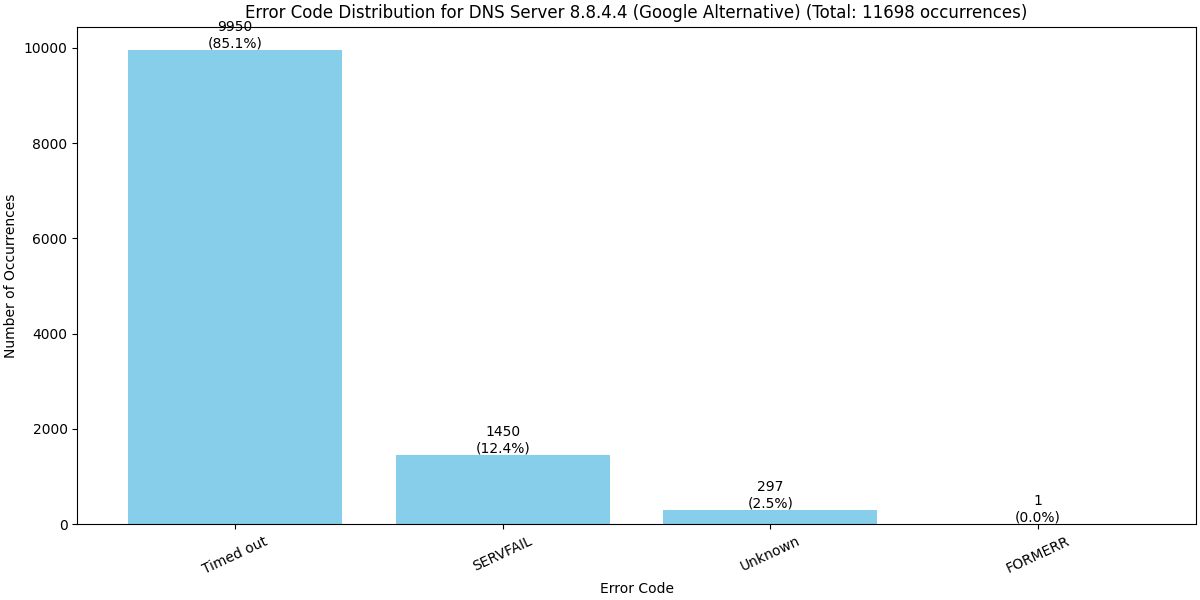 Error Code Distribution for DNS Server 8.8.4.4 (Google Alternative) (Total: 11698 occurrences)
9950
(85.1%)
10000
8000
6000
4000
2000
0
Number of Occurrences
1450
(12.4%)
297
(2.5%)
1
(0.0%)
Timed out
SERVFAIL
Unknown
FORMERR
Error Code